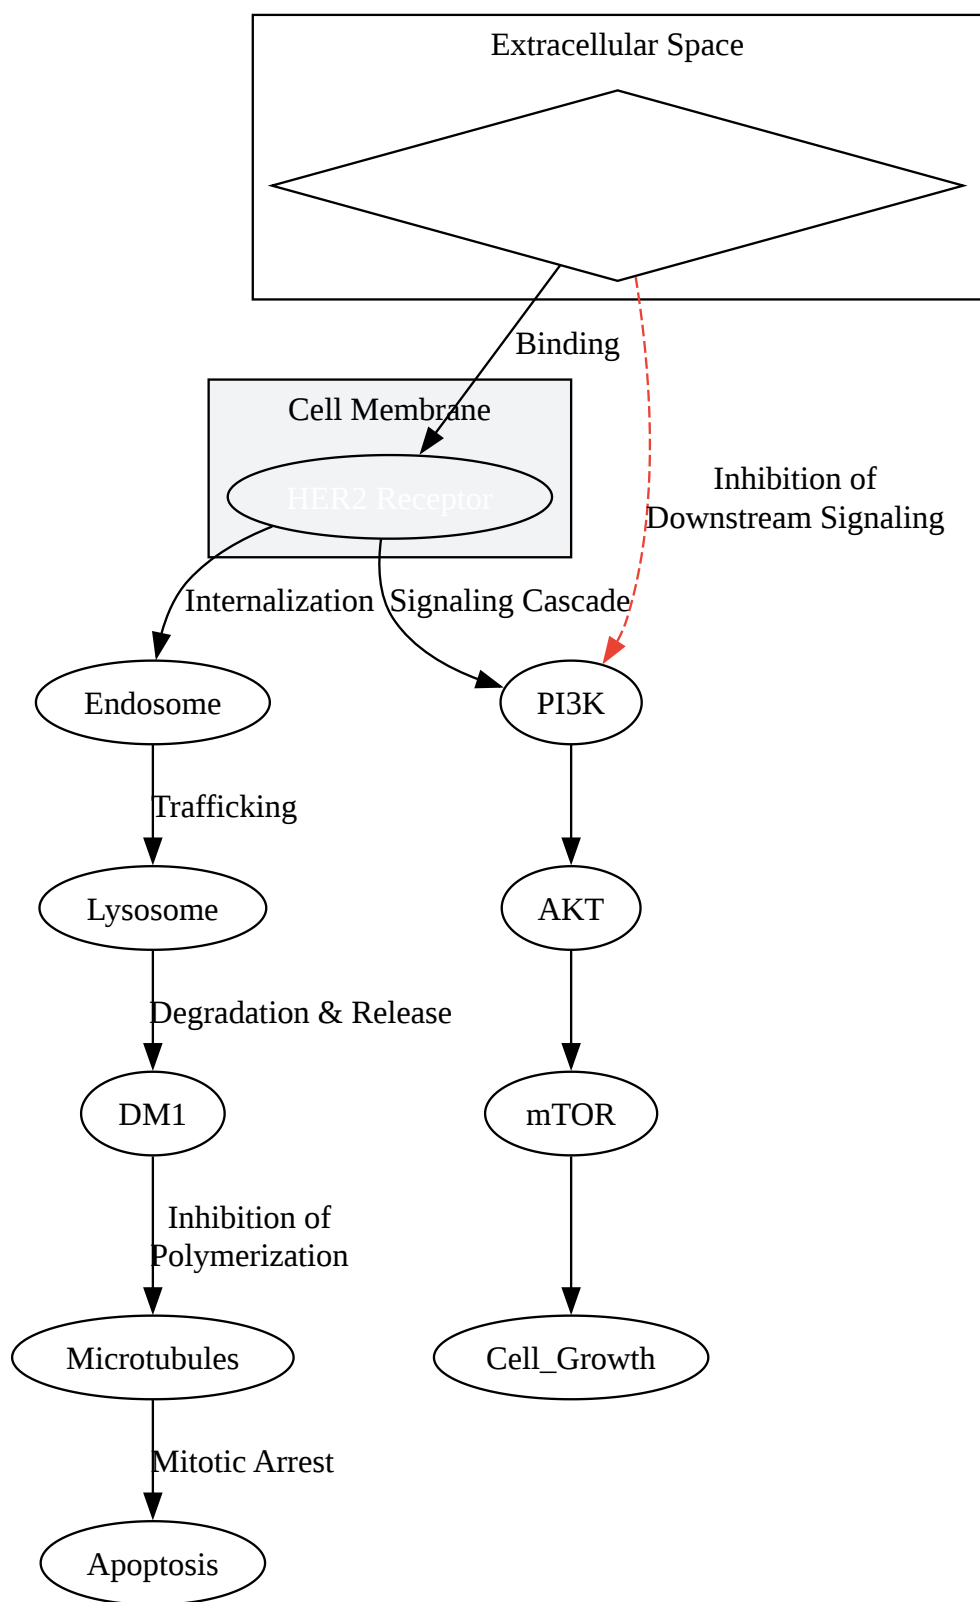 Extracellular Space
Binding
Cell Membrane
HER2 Receptor
Inhibition of
Downstream Signaling
Internalization
Signaling Cascade
Endosome
PI3K
Trafficking
Lysosome
AKT
Degradation & Release
DM1
mTOR
Inhibition of
Polymerization
Microtubules
Cell_Growth
Mitotic Arrest
Apoptosis